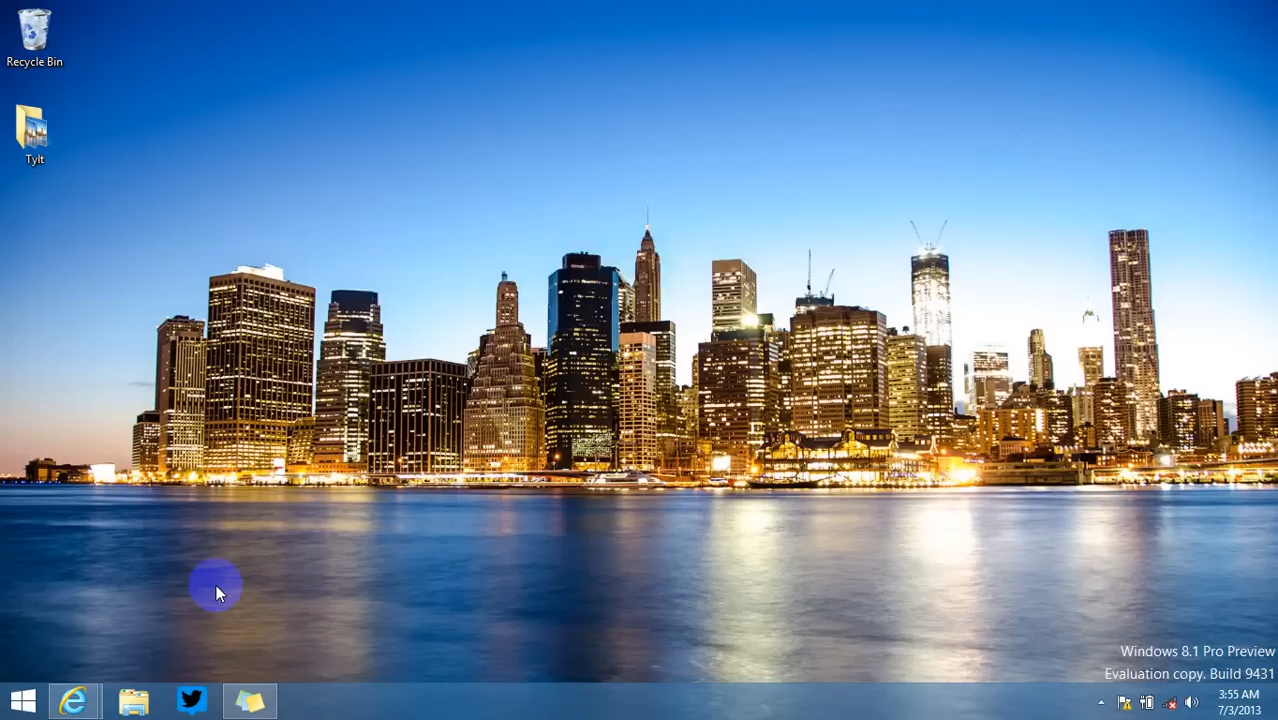 Recycle Bin
TyIt
Windows 8.1 Pro Preview
Evaluation copy. Build 9431
3:55 AM
7/3/2013